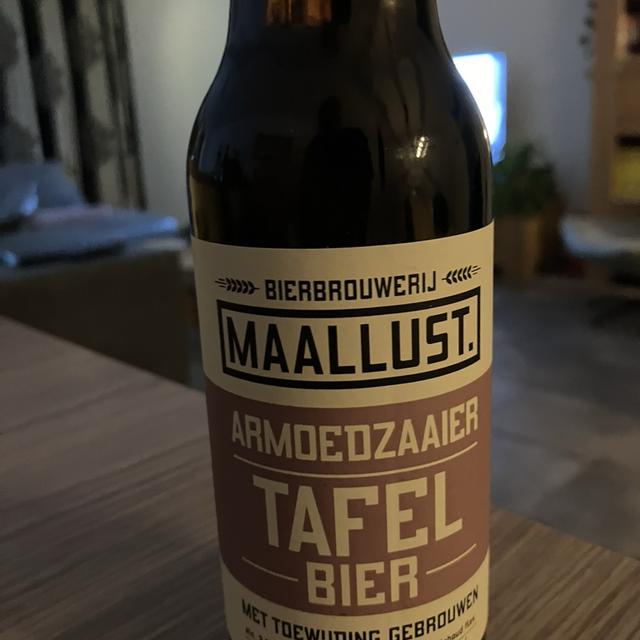 BIERBROUWERIJ
MAALLUST.
ARMOEDZAAIER
TAFEL
BIER
MET TOEWIJDING GEBROUWEN